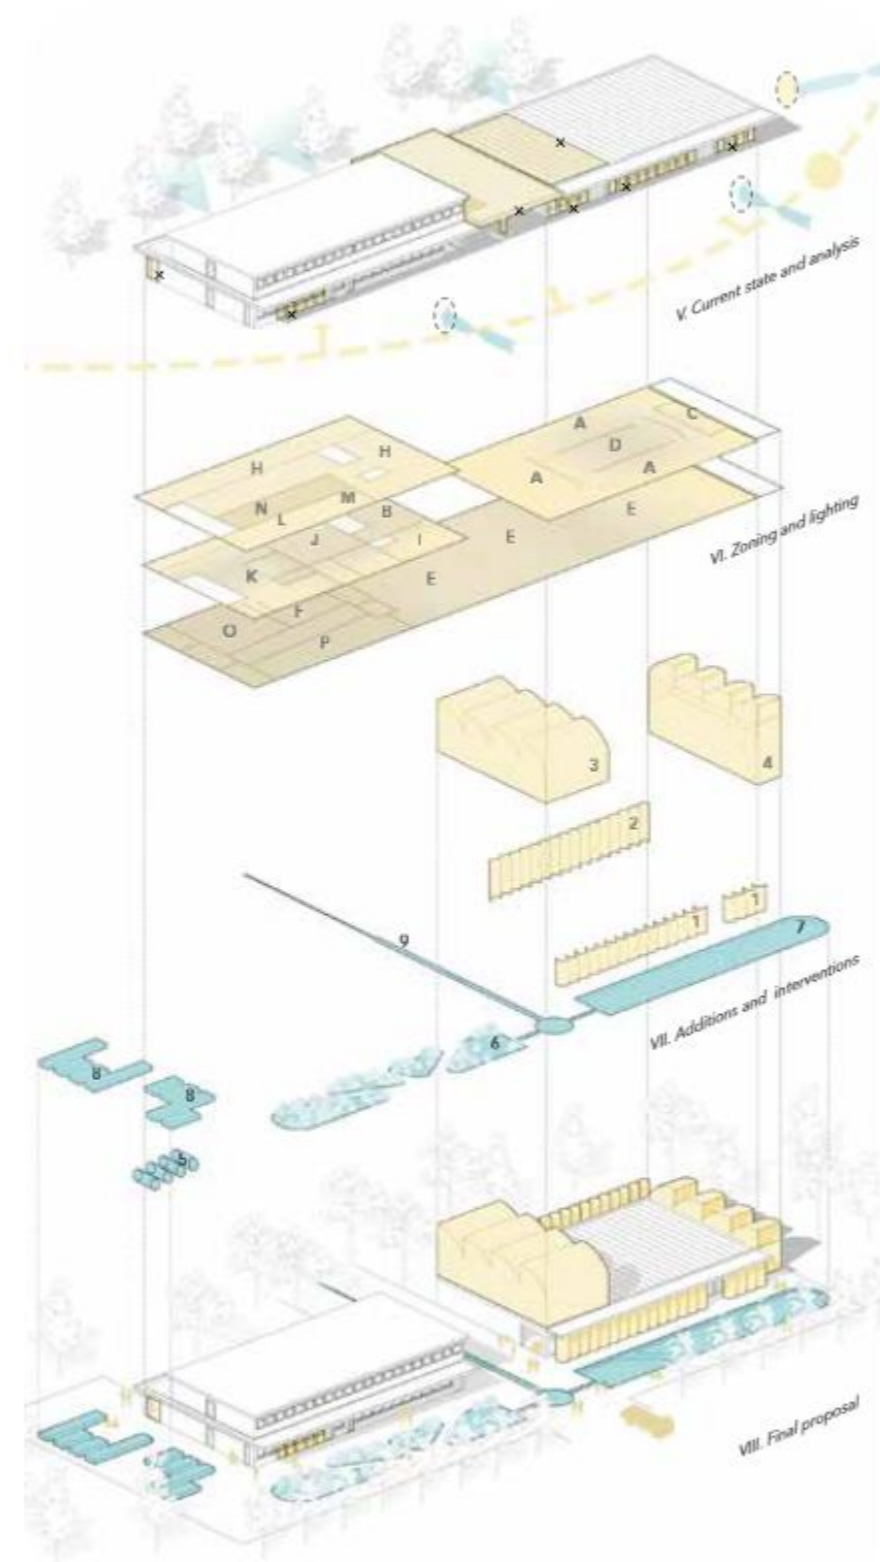 × 
×
×
×
×
×
×
V. Current state and analysis
C
A
D
H
H
A
A
N
M
B
L
E
J
I
E
K
E
F
O
P
VI. Zoning and lighting
3
4
2
1
1
7
9
VII. Additions and interventions
6
8
8
5
VIII. Final proposal